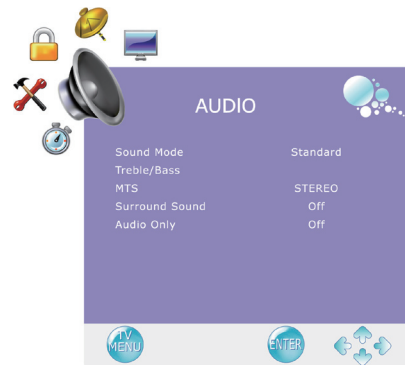 AUDIO
Sound Mode Standard
Treble/Bass
MTS STEREO
Surround Sound Off
Audio Only Off
TV
MENU
ENTER